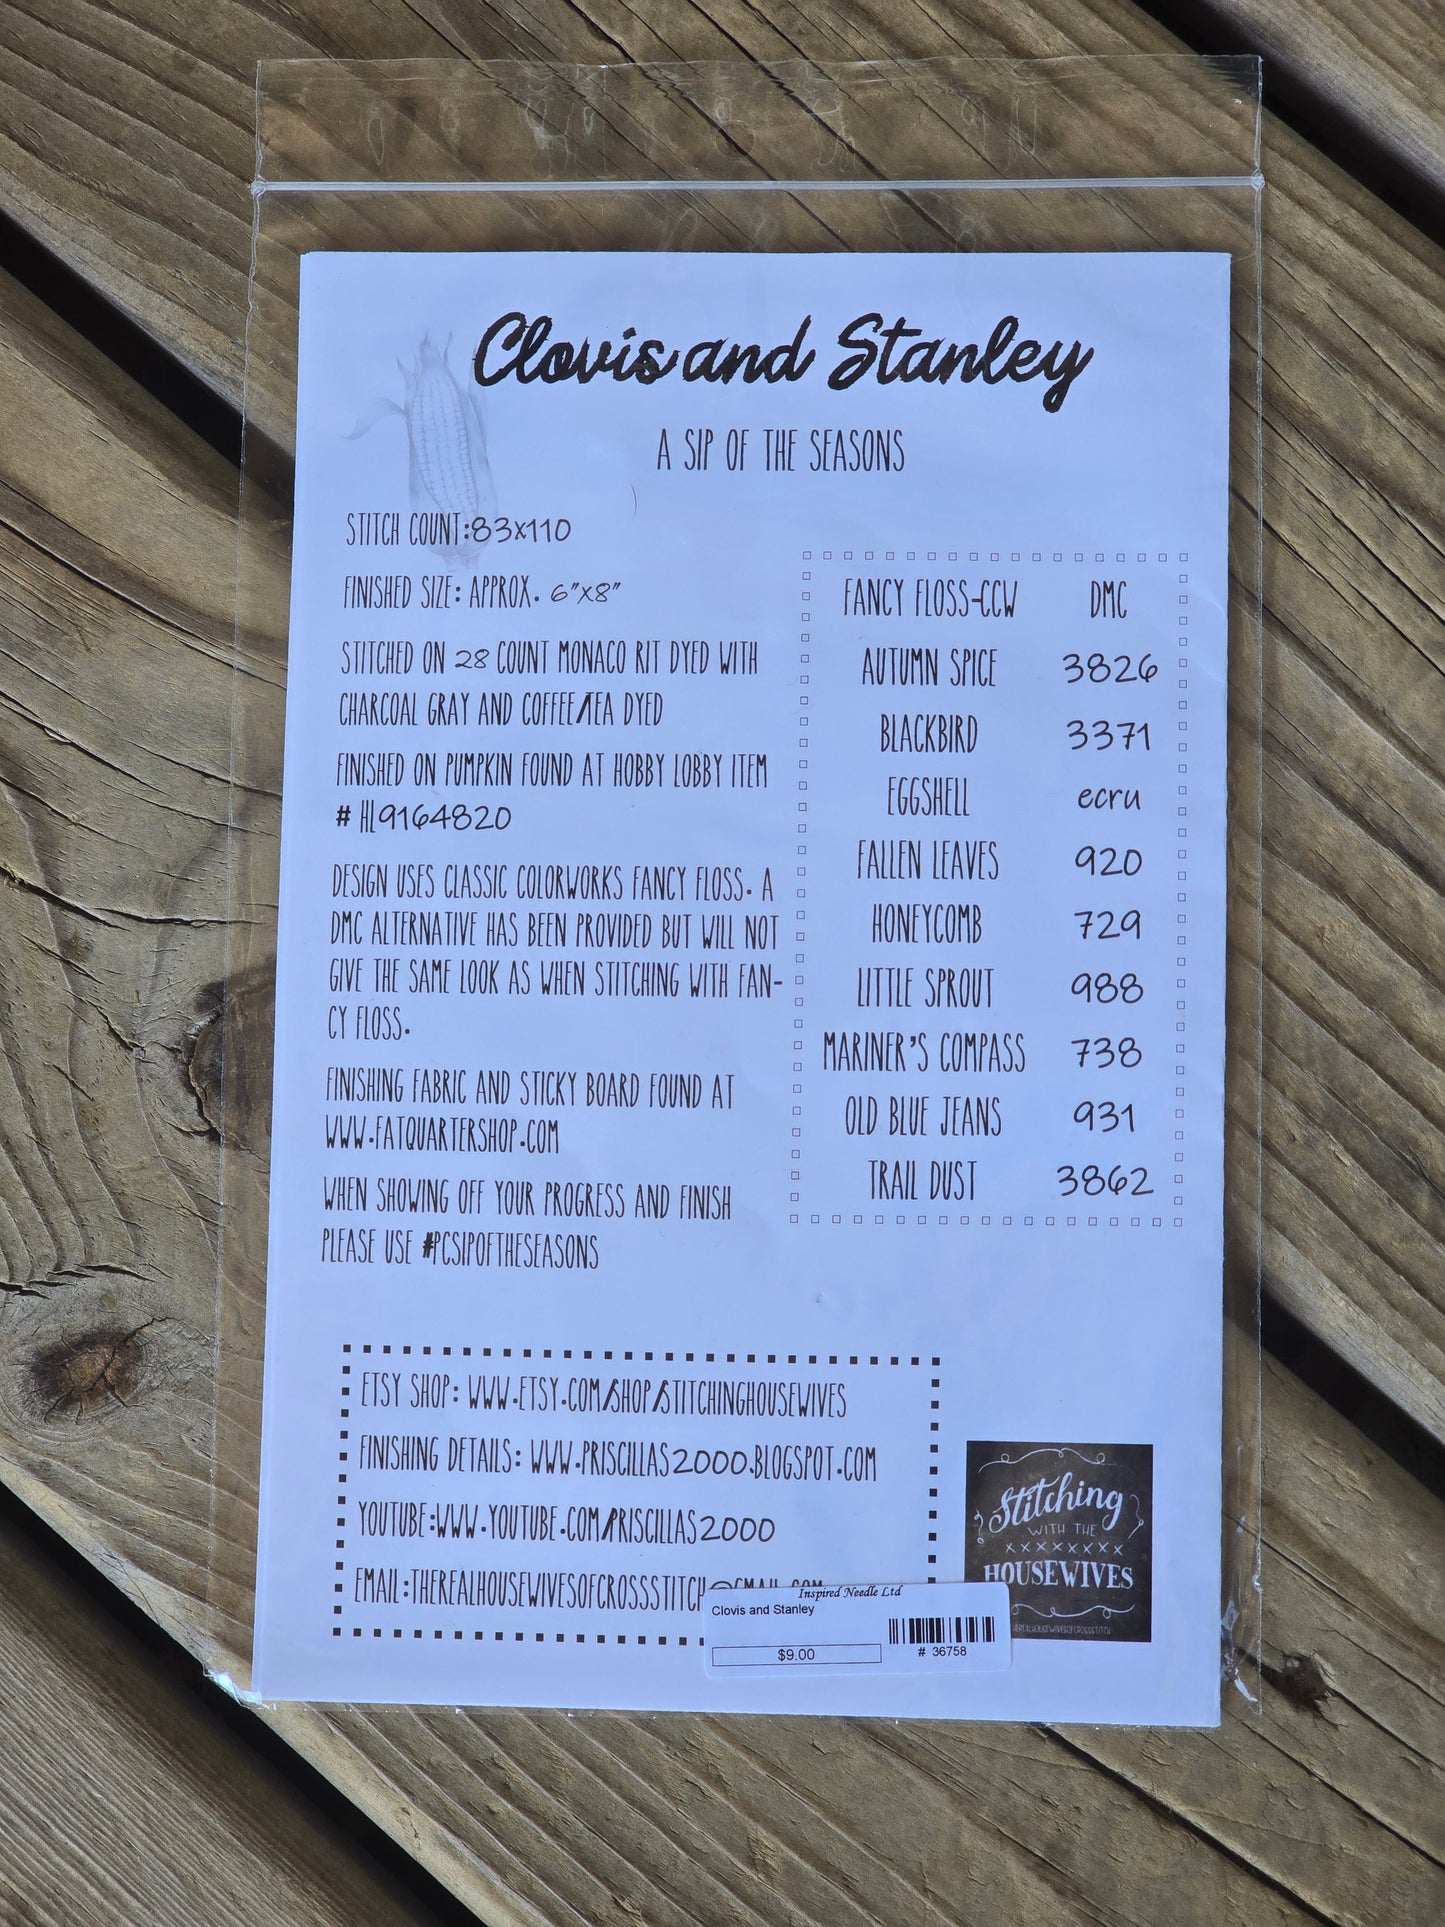 Clovis and Stanley
A SIP OF THE SEASONS
STITCH COUNT:83x110
FINISHED SIZE: APPROX. 6"x8"
STITCHED ON 28 COUNT MONACO RIT DYED WITH
CHARCOAL GRAY AND COFFEE/TEA DYED
FINISHED ON PUMPKIN FOUND AT HOBBY LOBBY ITEM
# HL9164820
DESIGN USES CLASSIC COLORWORKS FANCY FLOSS. A
DMC ALTERNATIVE HAS BEEN PROVIDED BUT WILL NOT
GIVE THE SAME LOOK AS WHEN STITCHING WITH FAN-
CY FLOSS.
FINISHING FABRIC AND STICKY BOARD FOUND AT
WWW.FATQUARTERSHOP.COM
WHEN SHOWING OFF YOUR PROGRESS AND FINISH
PLEASE USE #PCSIPOFTHESEASONS
FANCY FLOSS-CCW DMC
AUTUMN SPICE 3826
BLACKBIRD 3371
EGGSHELL ecru
FALLEN LEAVES 920
HONEYCOMB 729
LITTLE SPROUT 988
MARINER'S COMPASS 738
OLD BLUE JEANS 931
TRAIL DUST 3862
ETSY SHOP: WWW.ETSY.COM/SHOP/STITCHINGHOUSEWIVES
FINISHING DETAILS: WWW.PRISCILLAS2000.BLOGSPOT.COM
YOUTUBE:WWW.YOUTUBE.COM/PRISCILLAS2000
EMAIL:THEREALHOUSEWIVESOFCROSSSTITCH@GMAIL.COM
Stitching
WITH THE
XXXXXXXX
HOUSEWIVES
Inspired Needle Ltd
Clovis and Stanley
$9.00
# 36758